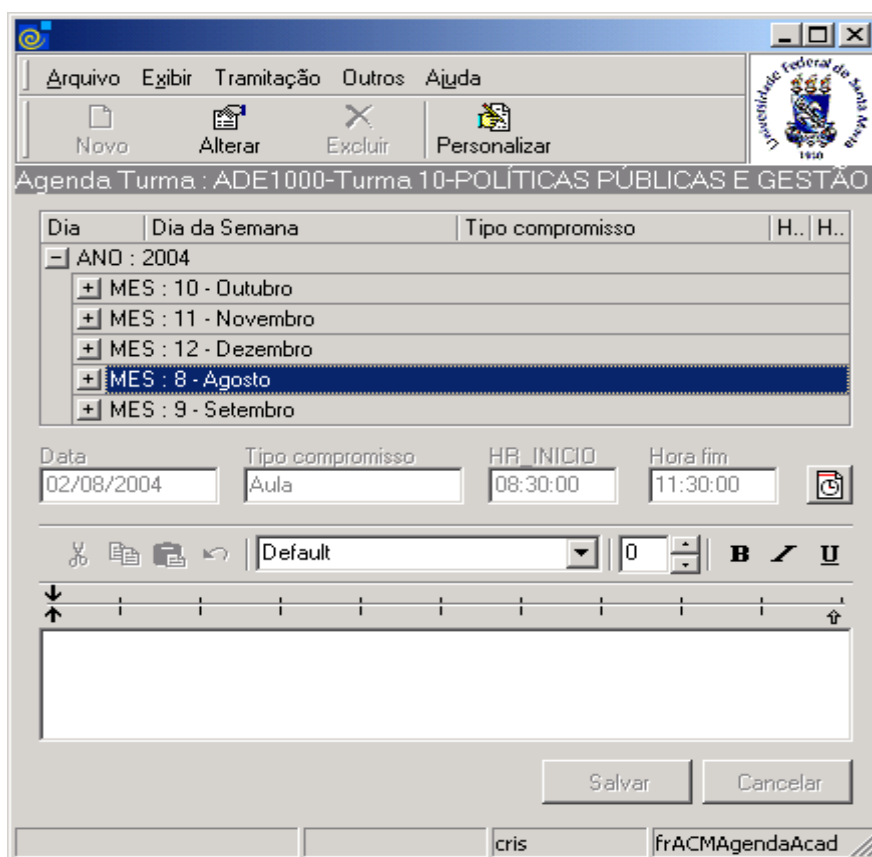 Arquivo Exibir Tramitação Outros Ajuda
Novo Alterar Excluir Personalizar
Universidade Federal de Santa Maria
1960
Agenda Turma : ADE1000-Turma 10-POLÍTICAS PÚBLICAS E GESTÃO
Dia Dia da Semana Tipo compromisso H.. H..
ANO : 2004
MES : 10 - Outubro
MES : 11 - Novembro
MES : 12 - Dezembro
MES : 8 - Agosto
MES : 9 - Setembro
Data Tipo compromisso HR_INICIO Hora fim
02/08/2004 Aula 08:30:00 11:30:00
Default 0 B I U
Salvar Cancelar
cris frACMAgendaAcad